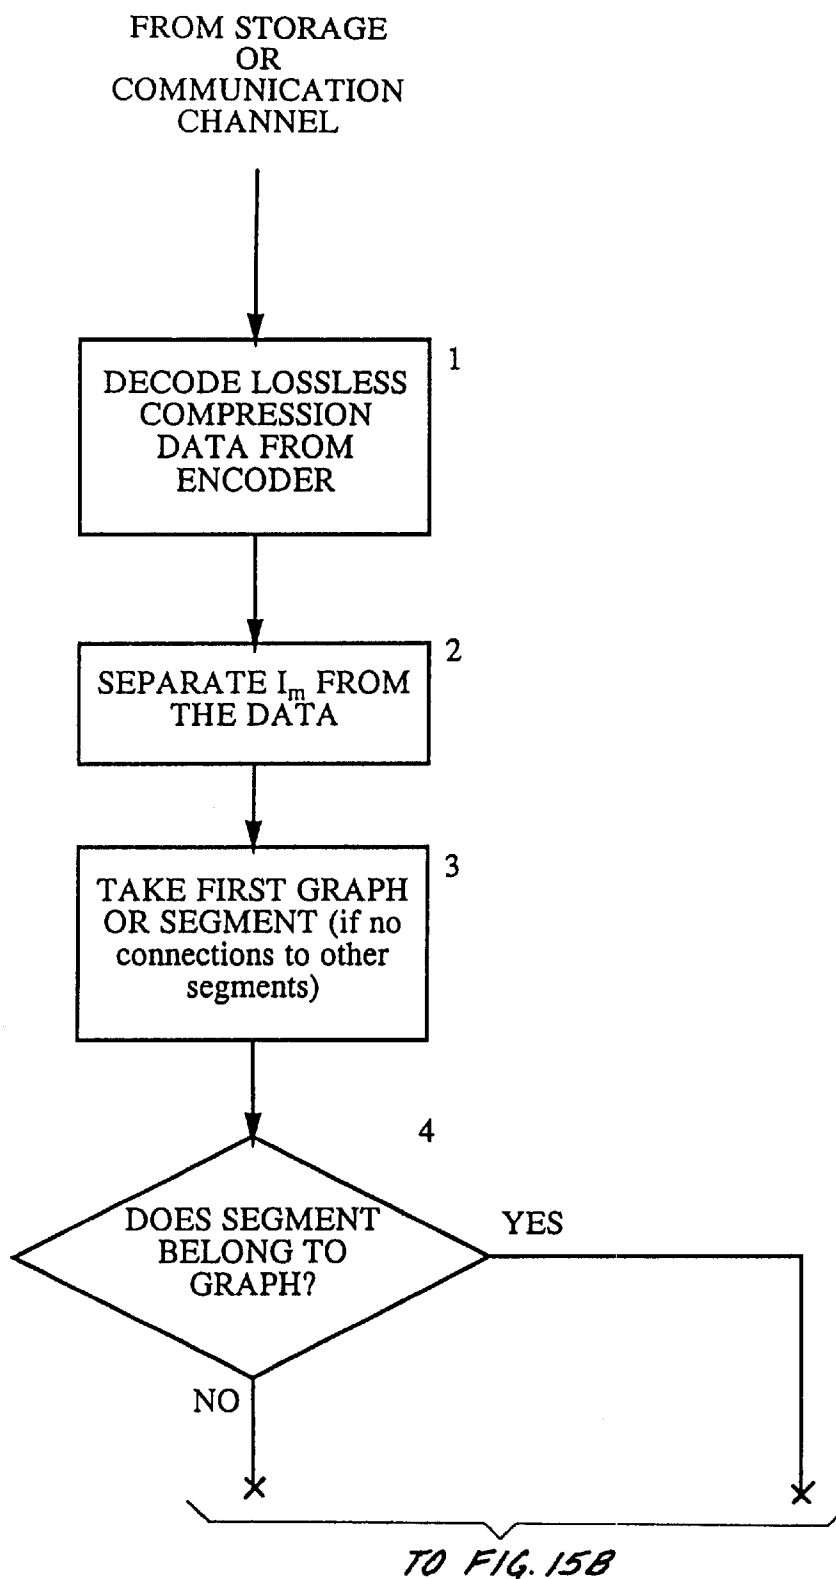 FROM STORAGE
OR
COMMUNICATION
CHANNEL
1
DECODE LOSSLESS
COMPRESSION
DATA FROM
ENCODER
2
SEPARATE Iₘ FROM
THE DATA
3
TAKE FIRST GRAPH
OR SEGMENT (if no
connections to other
segments)
4
DOES SEGMENT
BELONG TO
GRAPH?
YES
NO
TO FIG. 15B